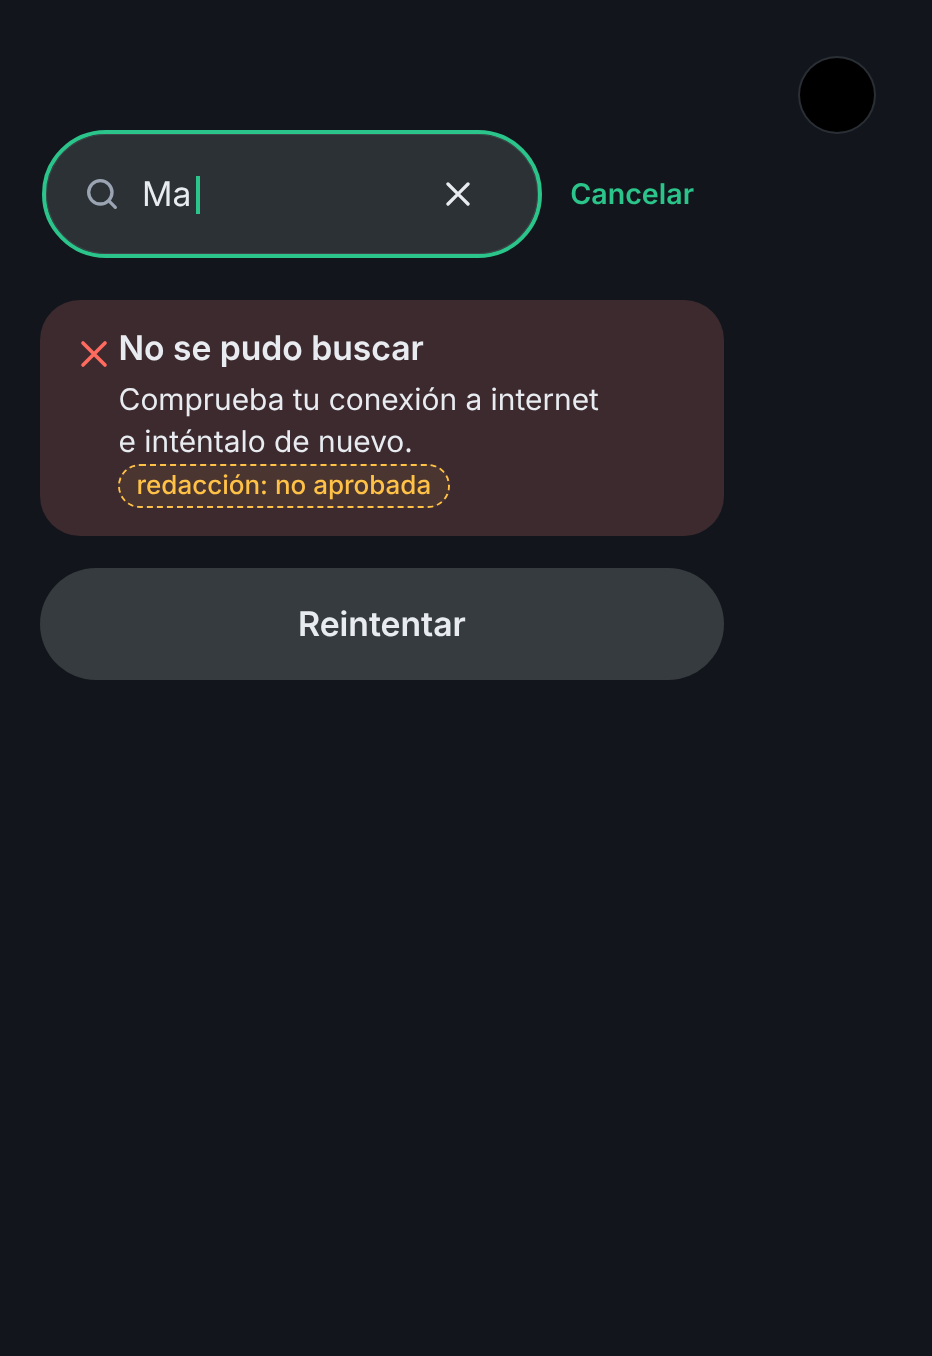 Ma
Cancelar
No se pudo buscar
Comprueba tu conexión a internet
e inténtalo de nuevo.
redacción: no aprobada
Reintentar